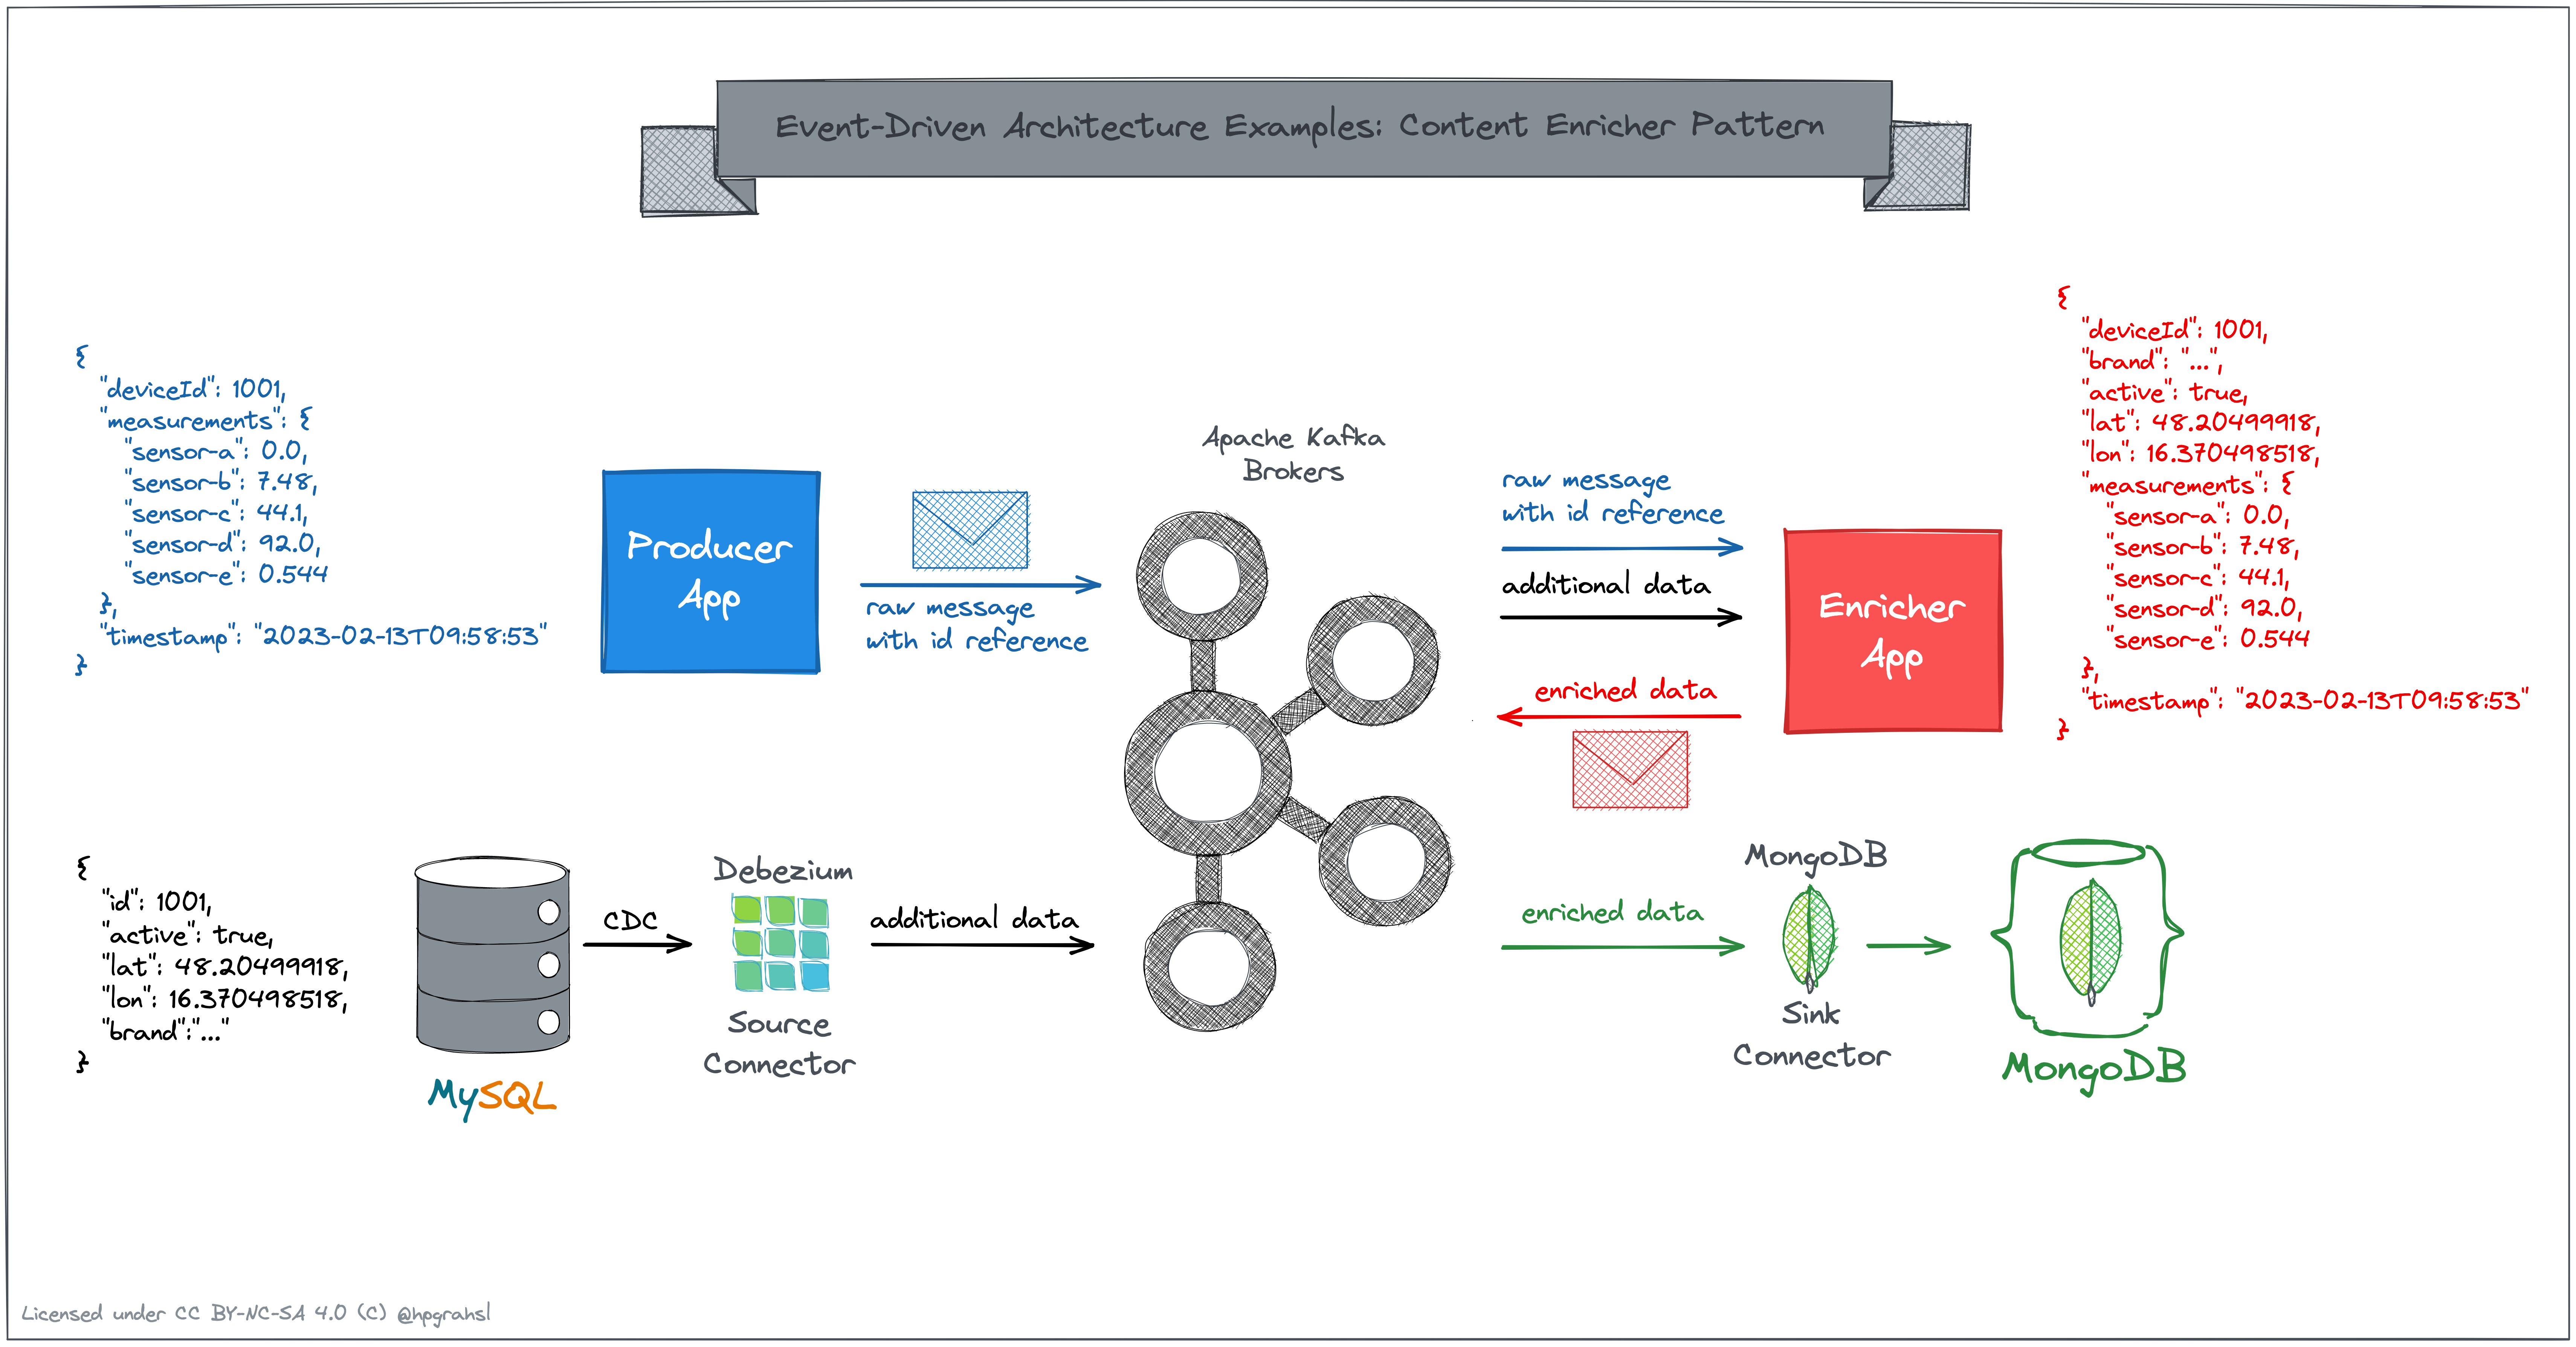 Event-Driven Architecture Examples: Content Enricher Pattern
{
"deviceId": 1001,
"measurements": {
"sensor-a": 0.0,
"sensor-b": 7.48,
"sensor-c": 44.1,
"sensor-d": 92.0,
"sensor-e": 0.544
},
"timestamp": "2023-02-13T09:58:53"
}
Producer
App
raw message
with id reference
Apache Kafka
Brokers
raw message
with id reference
additional data
enriched data
Enricher
App
{
"deviceId": 1001,
"brand": "...",
"active": true,
"lat": 48.20499918,
"lon": 16.370498518,
"measurements": {
"sensor-a": 0.0,
"sensor-b": 7.48,
"sensor-c": 44.1,
"sensor-d": 92.0,
"sensor-e": 0.544
},
"timestamp": "2023-02-13T09:58:53"
}
{
"id": 1001,
"active": true,
"lat": 48.20499918,
"lon": 16.370498518,
"brand":"..."
}
MySQL
CDC
Debezium
Source
Connector
additional data
enriched data
MongoDB
Sink
Connector
MongoDB
Licensed under CC BY-NC-SA 4.0 (C) @hpgrahsl